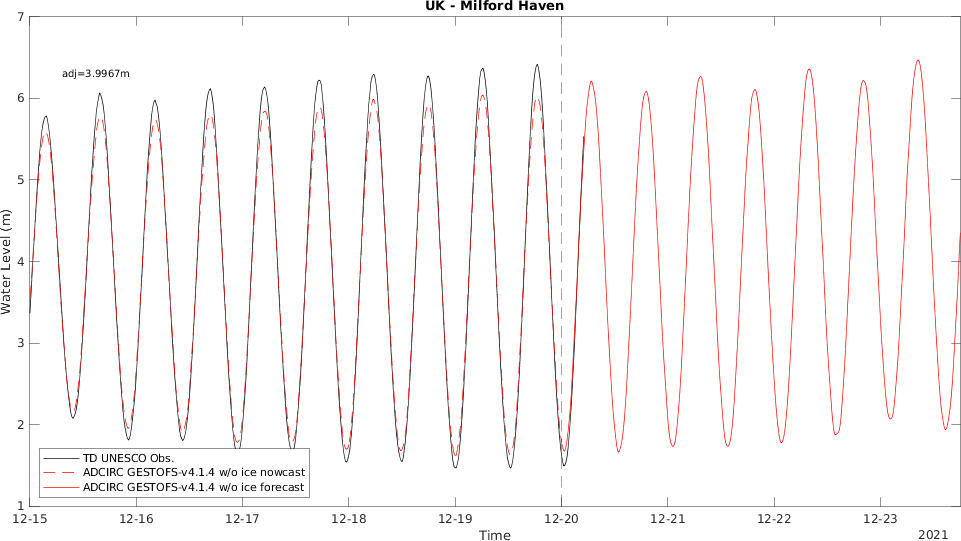 UK - Milford Haven
7
adj=3.9967m
6
5
4
3
2
1
Water Level (m)
TD UNESCO Obs.
ADCIRC GESTOFS-v4.1.4 w/o ice nowcast
ADCIRC GESTOFS-v4.1.4 w/o ice forecast
12-15 12-16 12-17 12-18 12-19 12-20 12-21 12-22 12-23
Time
2021